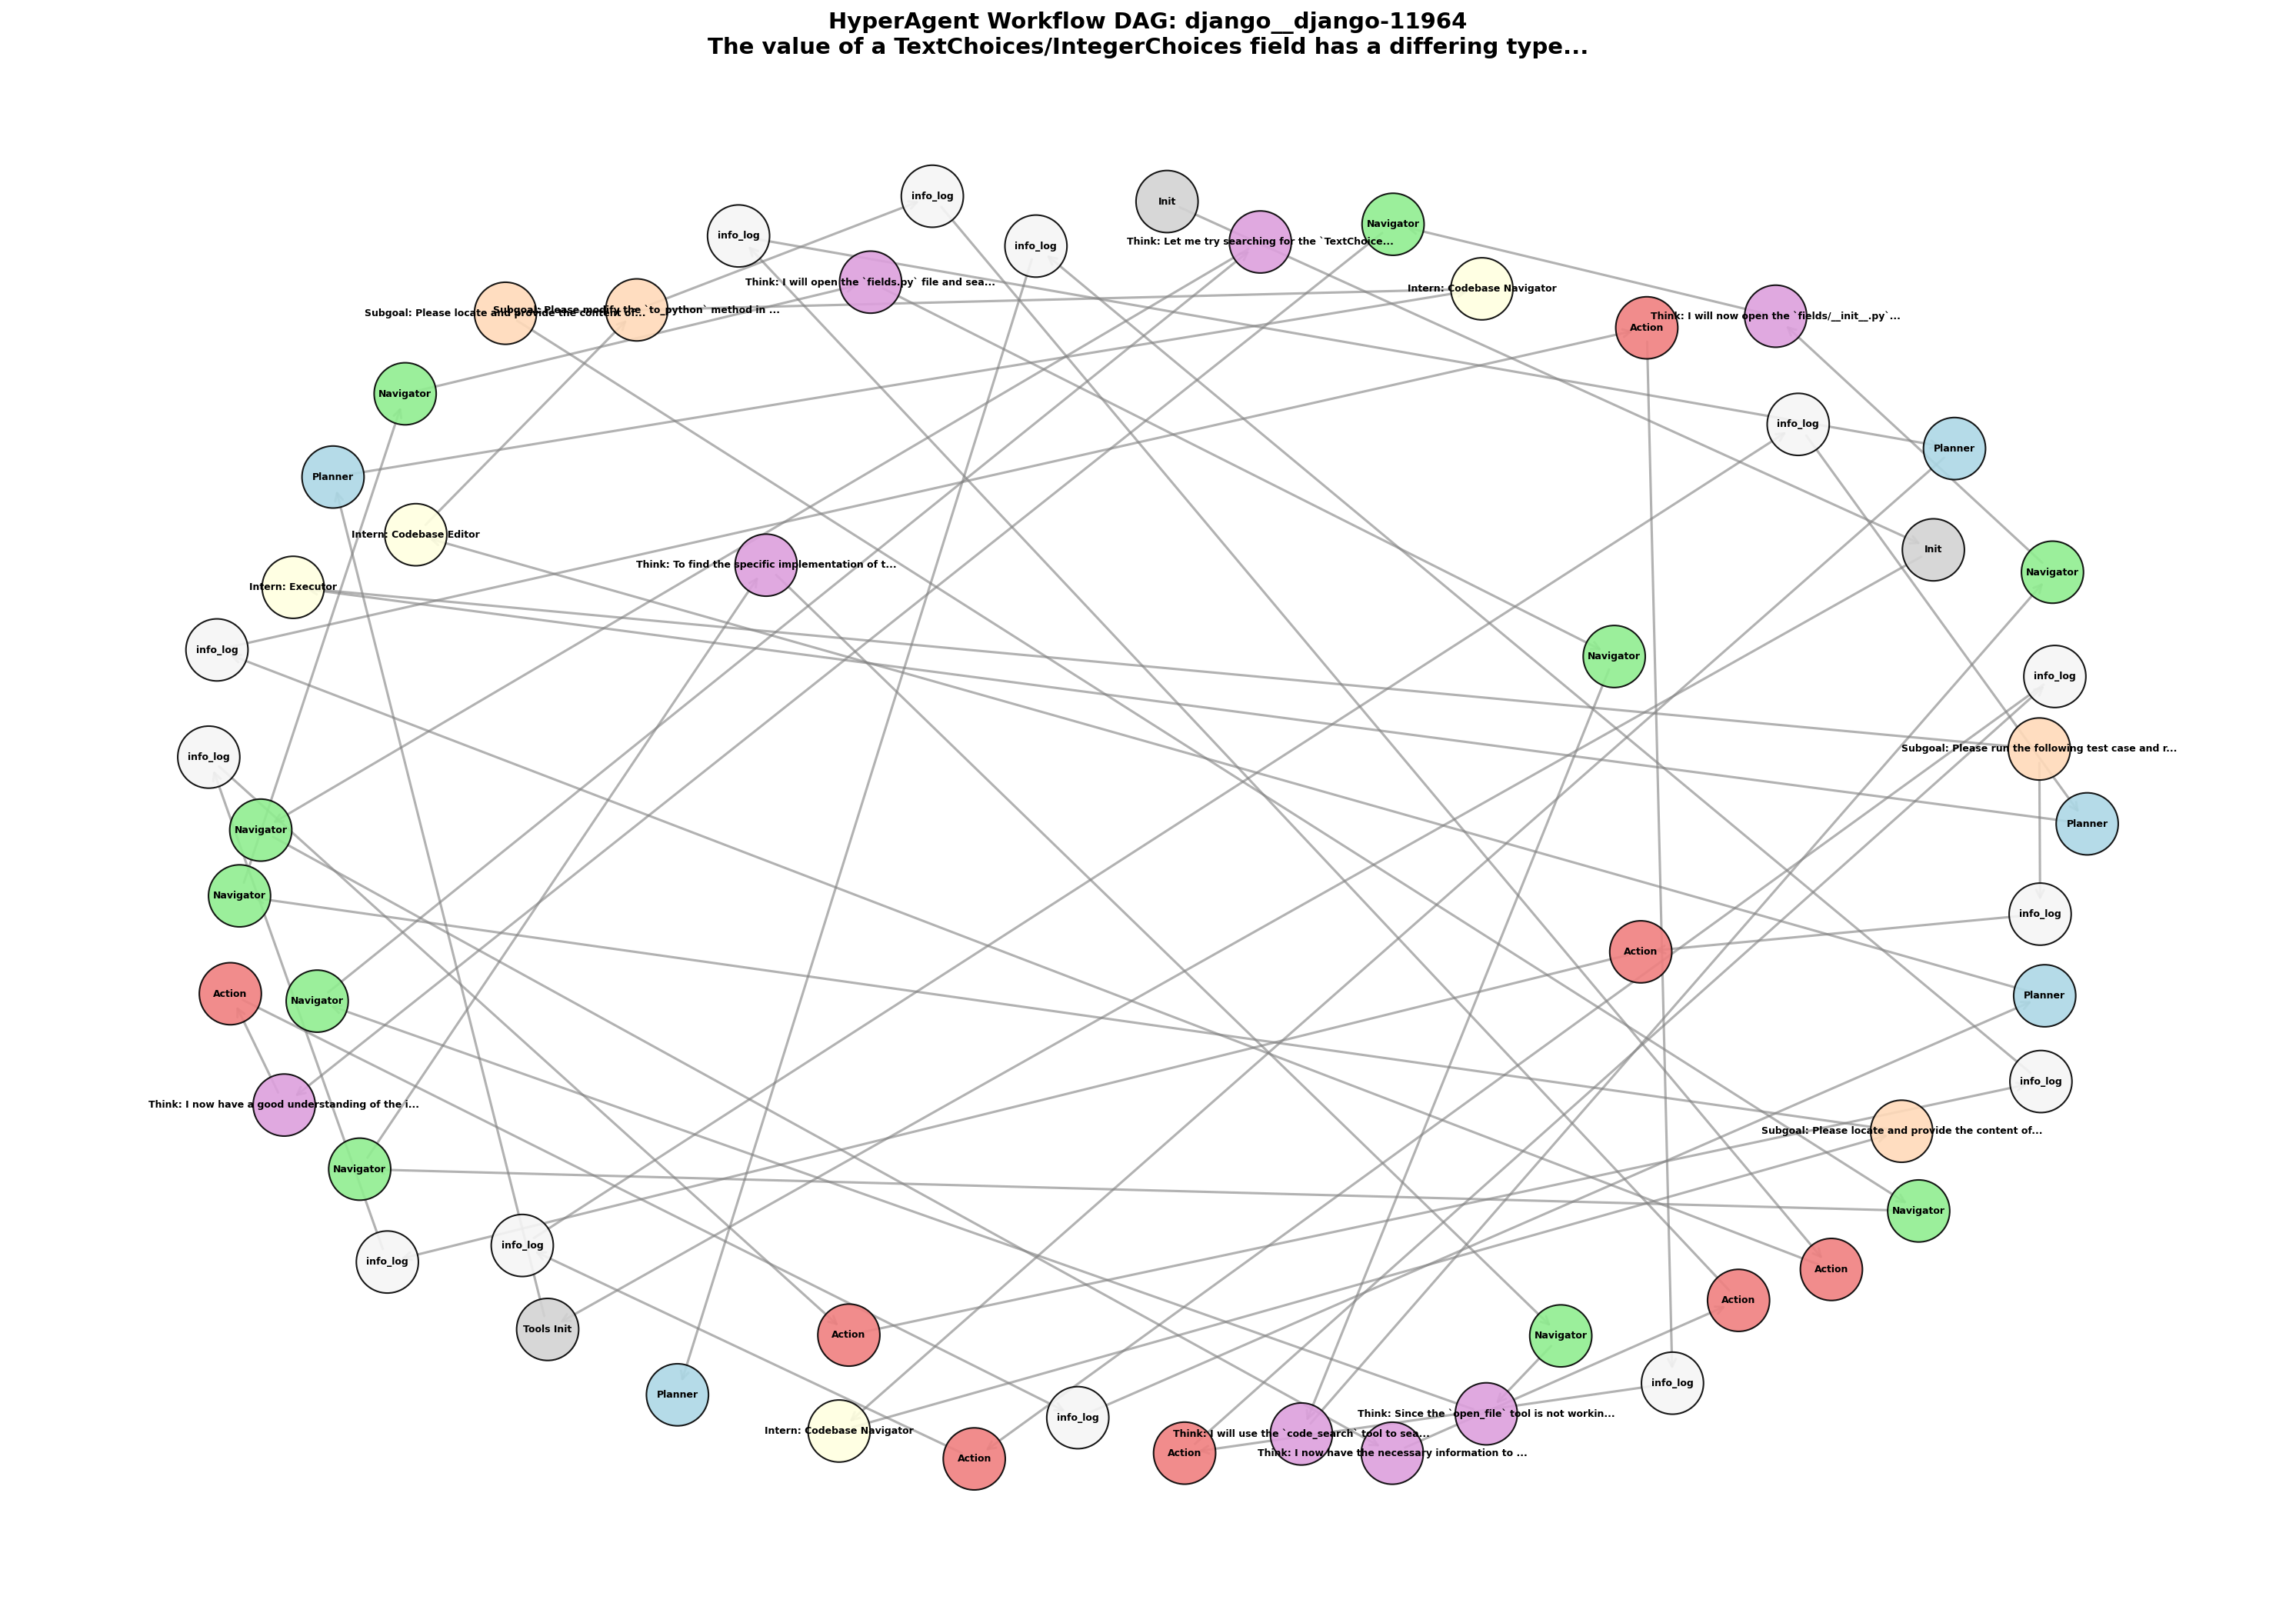 HyperAgent Workflow DAG: django__django-11964
The value of a TextChoices/IntegerChoices field has a differing type...
info_log
Init
Navigator
info_log
Think: Let me try searching for the `TextChoice...
info_log
Think: I will open the `fields.py` file and sea...
Intern: Codebase Navigator
Subgoal: Please locate and provide the content of...
Subgoal: Please modify the `to_python` method in ...
Think: I will now open the `fields/__init__.py`...
Action
Navigator
info_log
Planner
Planner
Intern: Codebase Editor
Init
Think: To find the specific implementation of t...
Navigator
Intern: Executor
info_log
Navigator
info_log
Subgoal: Please run the following test case and r...
info_log
Planner
Navigator
Navigator
info_log
Action
Action
Planner
Navigator
info_log
Think: I now have a good understanding of the i...
Subgoal: Please locate and provide the content of...
Navigator
Navigator
info_log
info_log
Action
Action
Tools Init
Action
Navigator
info_log
Planner
Think: Since the `open_file` tool is not workin...
info_log
Intern: Codebase Navigator
Think: I will use the `code_search` tool to sea...
Action
Think: I now have the necessary information to ...
Action